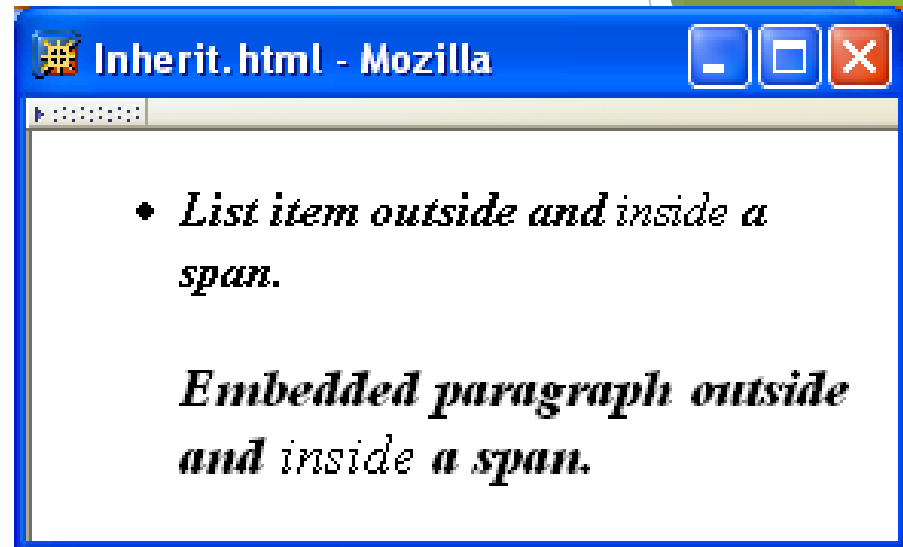 Inherit.html - Mozilla
• List item outside and inside a
span.
Embedded paragraph outside
and inside a span.